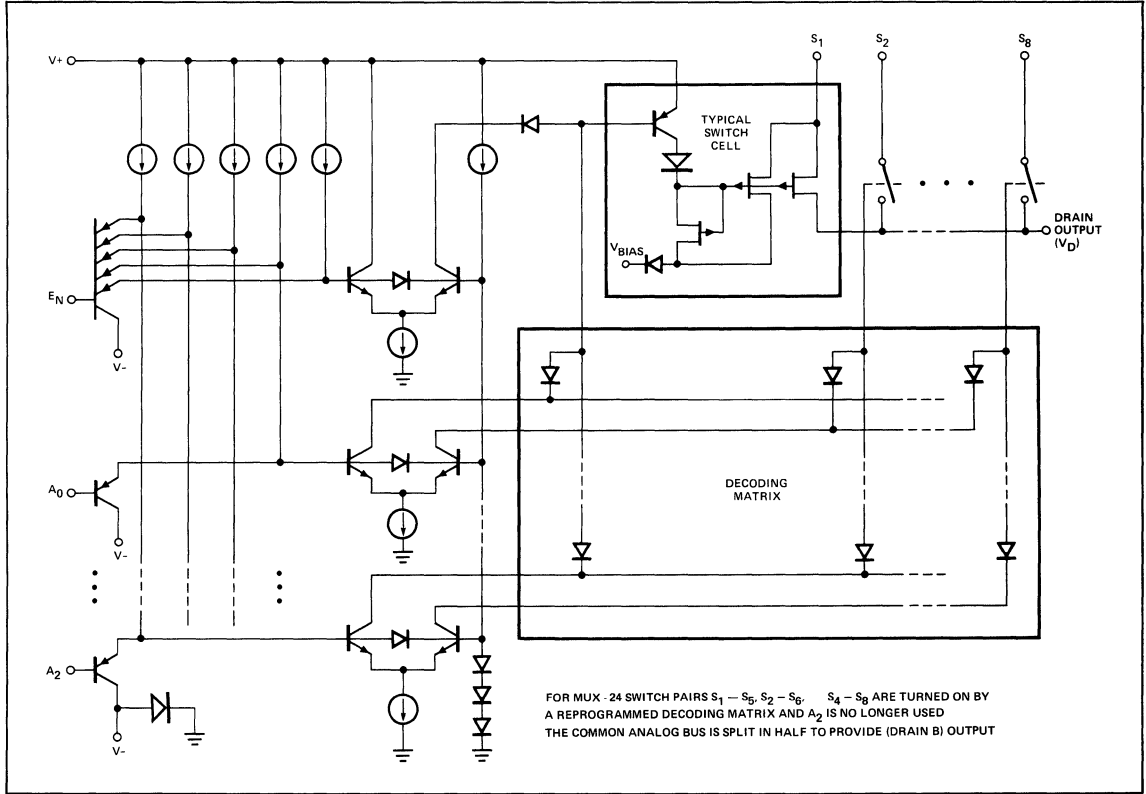 S1
S2
S8
V+
TYPICAL
SWITCH
CELL
DRAIN
OUTPUT
(VD)
VBIAS
EN
V-
A0
DECODING
MATRIX
V-
A2
V-
FOR MUX - 24 SWITCH PAIRS S1 — S5, S2 – S6, S4 – S8 ARE TURNED ON BY
A REPROGRAMMED DECODING MATRIX AND A2 IS NO LONGER USED
THE COMMON ANALOG BUS IS SPLIT IN HALF TO PROVIDE (DRAIN B) OUTPUT